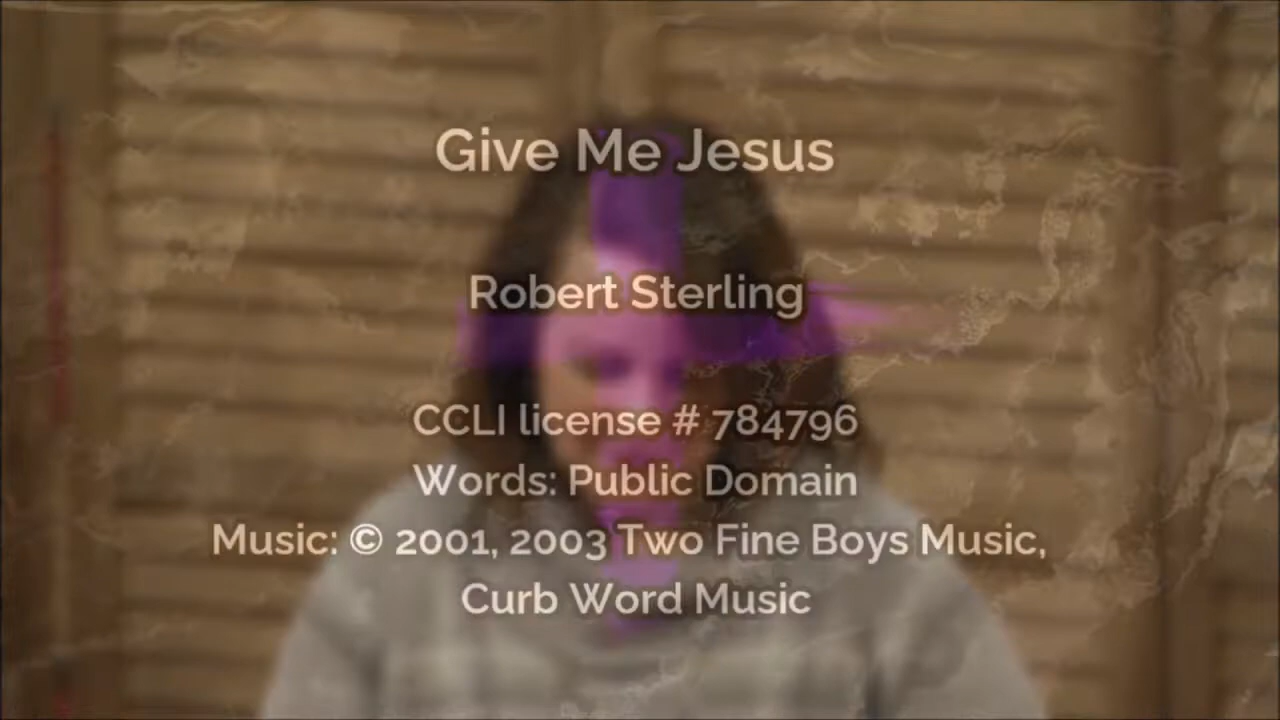 Give Me Jesus
Robert Sterling
CCLI license # 784796
Words: Public Domain
Music: © 2001, 2003 Two Fine Boys Music,
Curb Word Music